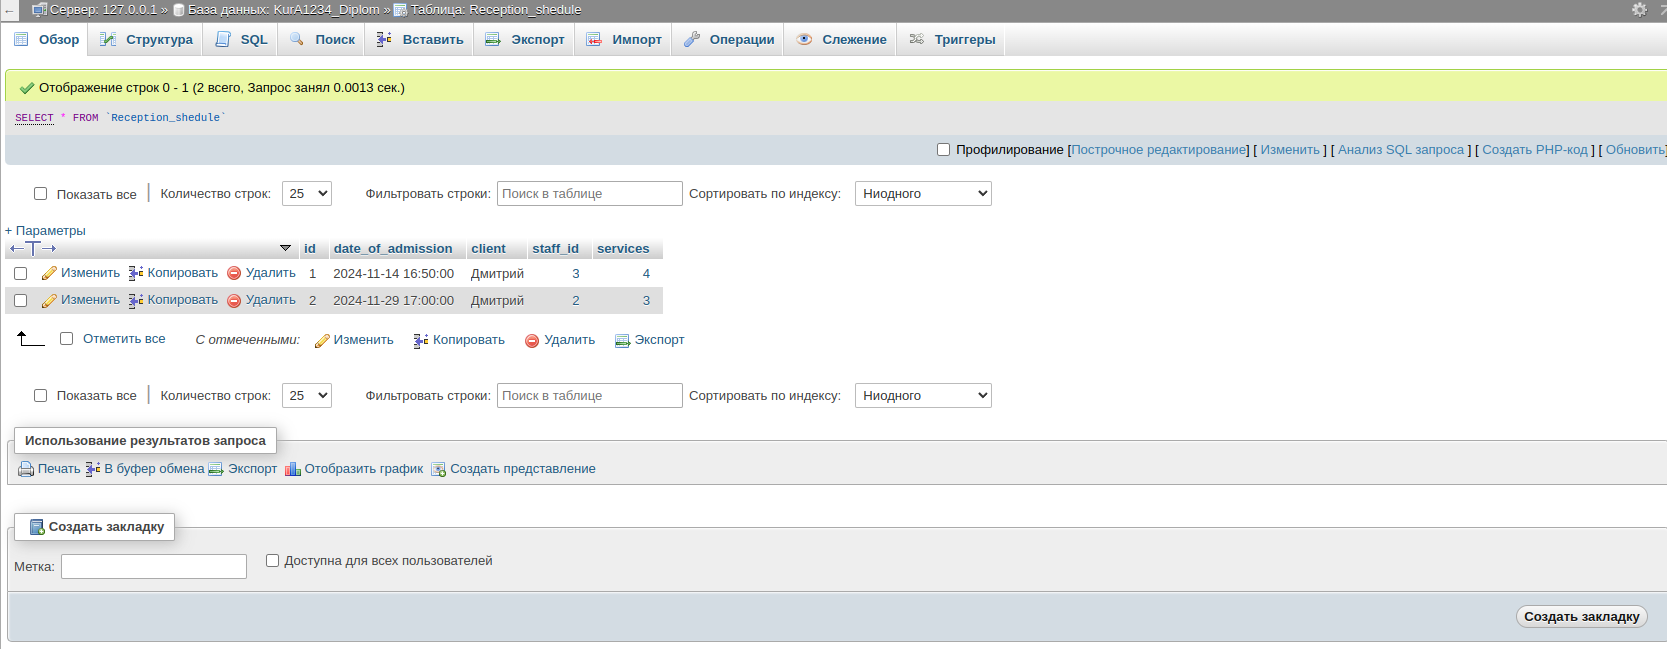 Сервер: 127.0.0.1 » База данных: KurA1234_Diplom » Таблица: Reception_shedule
Обзор Структура SQL Поиск Вставить Экспорт Импорт Операции Слежение Триггеры
Отображение строк 0 - 1 (2 всего, Запрос занял 0.0013 сек.)
SELECT * FROM `Reception_shedule`
Профилирование [Построчное редактирование] [ Изменить ] [ Анализ SQL запроса ] [ Создать PHP-код ] [ Обновить]
Показать все | Количество строк: 25 Фильтровать строки: Поиск в таблице Сортировать по индексу: Ниодного
+ Параметры
←T→ id date_of_admission client staff_id services
Изменить Копировать Удалить 1 2024-11-14 16:50:00 Дмитрий 3 4
Изменить Копировать Удалить 2 2024-11-29 17:00:00 Дмитрий 2 3
Отметить все С отмеченными: Изменить Копировать Удалить Экспорт
Показать все | Количество строк: 25 Фильтровать строки: Поиск в таблице Сортировать по индексу: Ниодного
Использование результатов запроса
Печать В буфер обмена Экспорт Отобразить график Создать представление
Создать закладку
Метка: Доступна для всех пользователей
Создать закладку